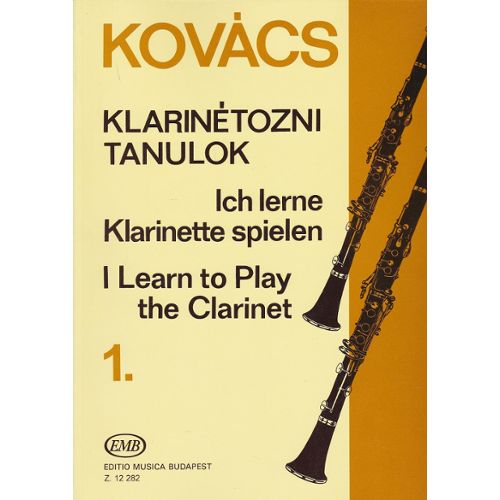 KOVÁCS
KLARINÉTOZNI
TANULOK
Ich lerne
Klarinette spielen
I Learn to Play
the Clarinet
1.
EMB
EDITIO MUSICA BUDAPEST
Z. 12 282